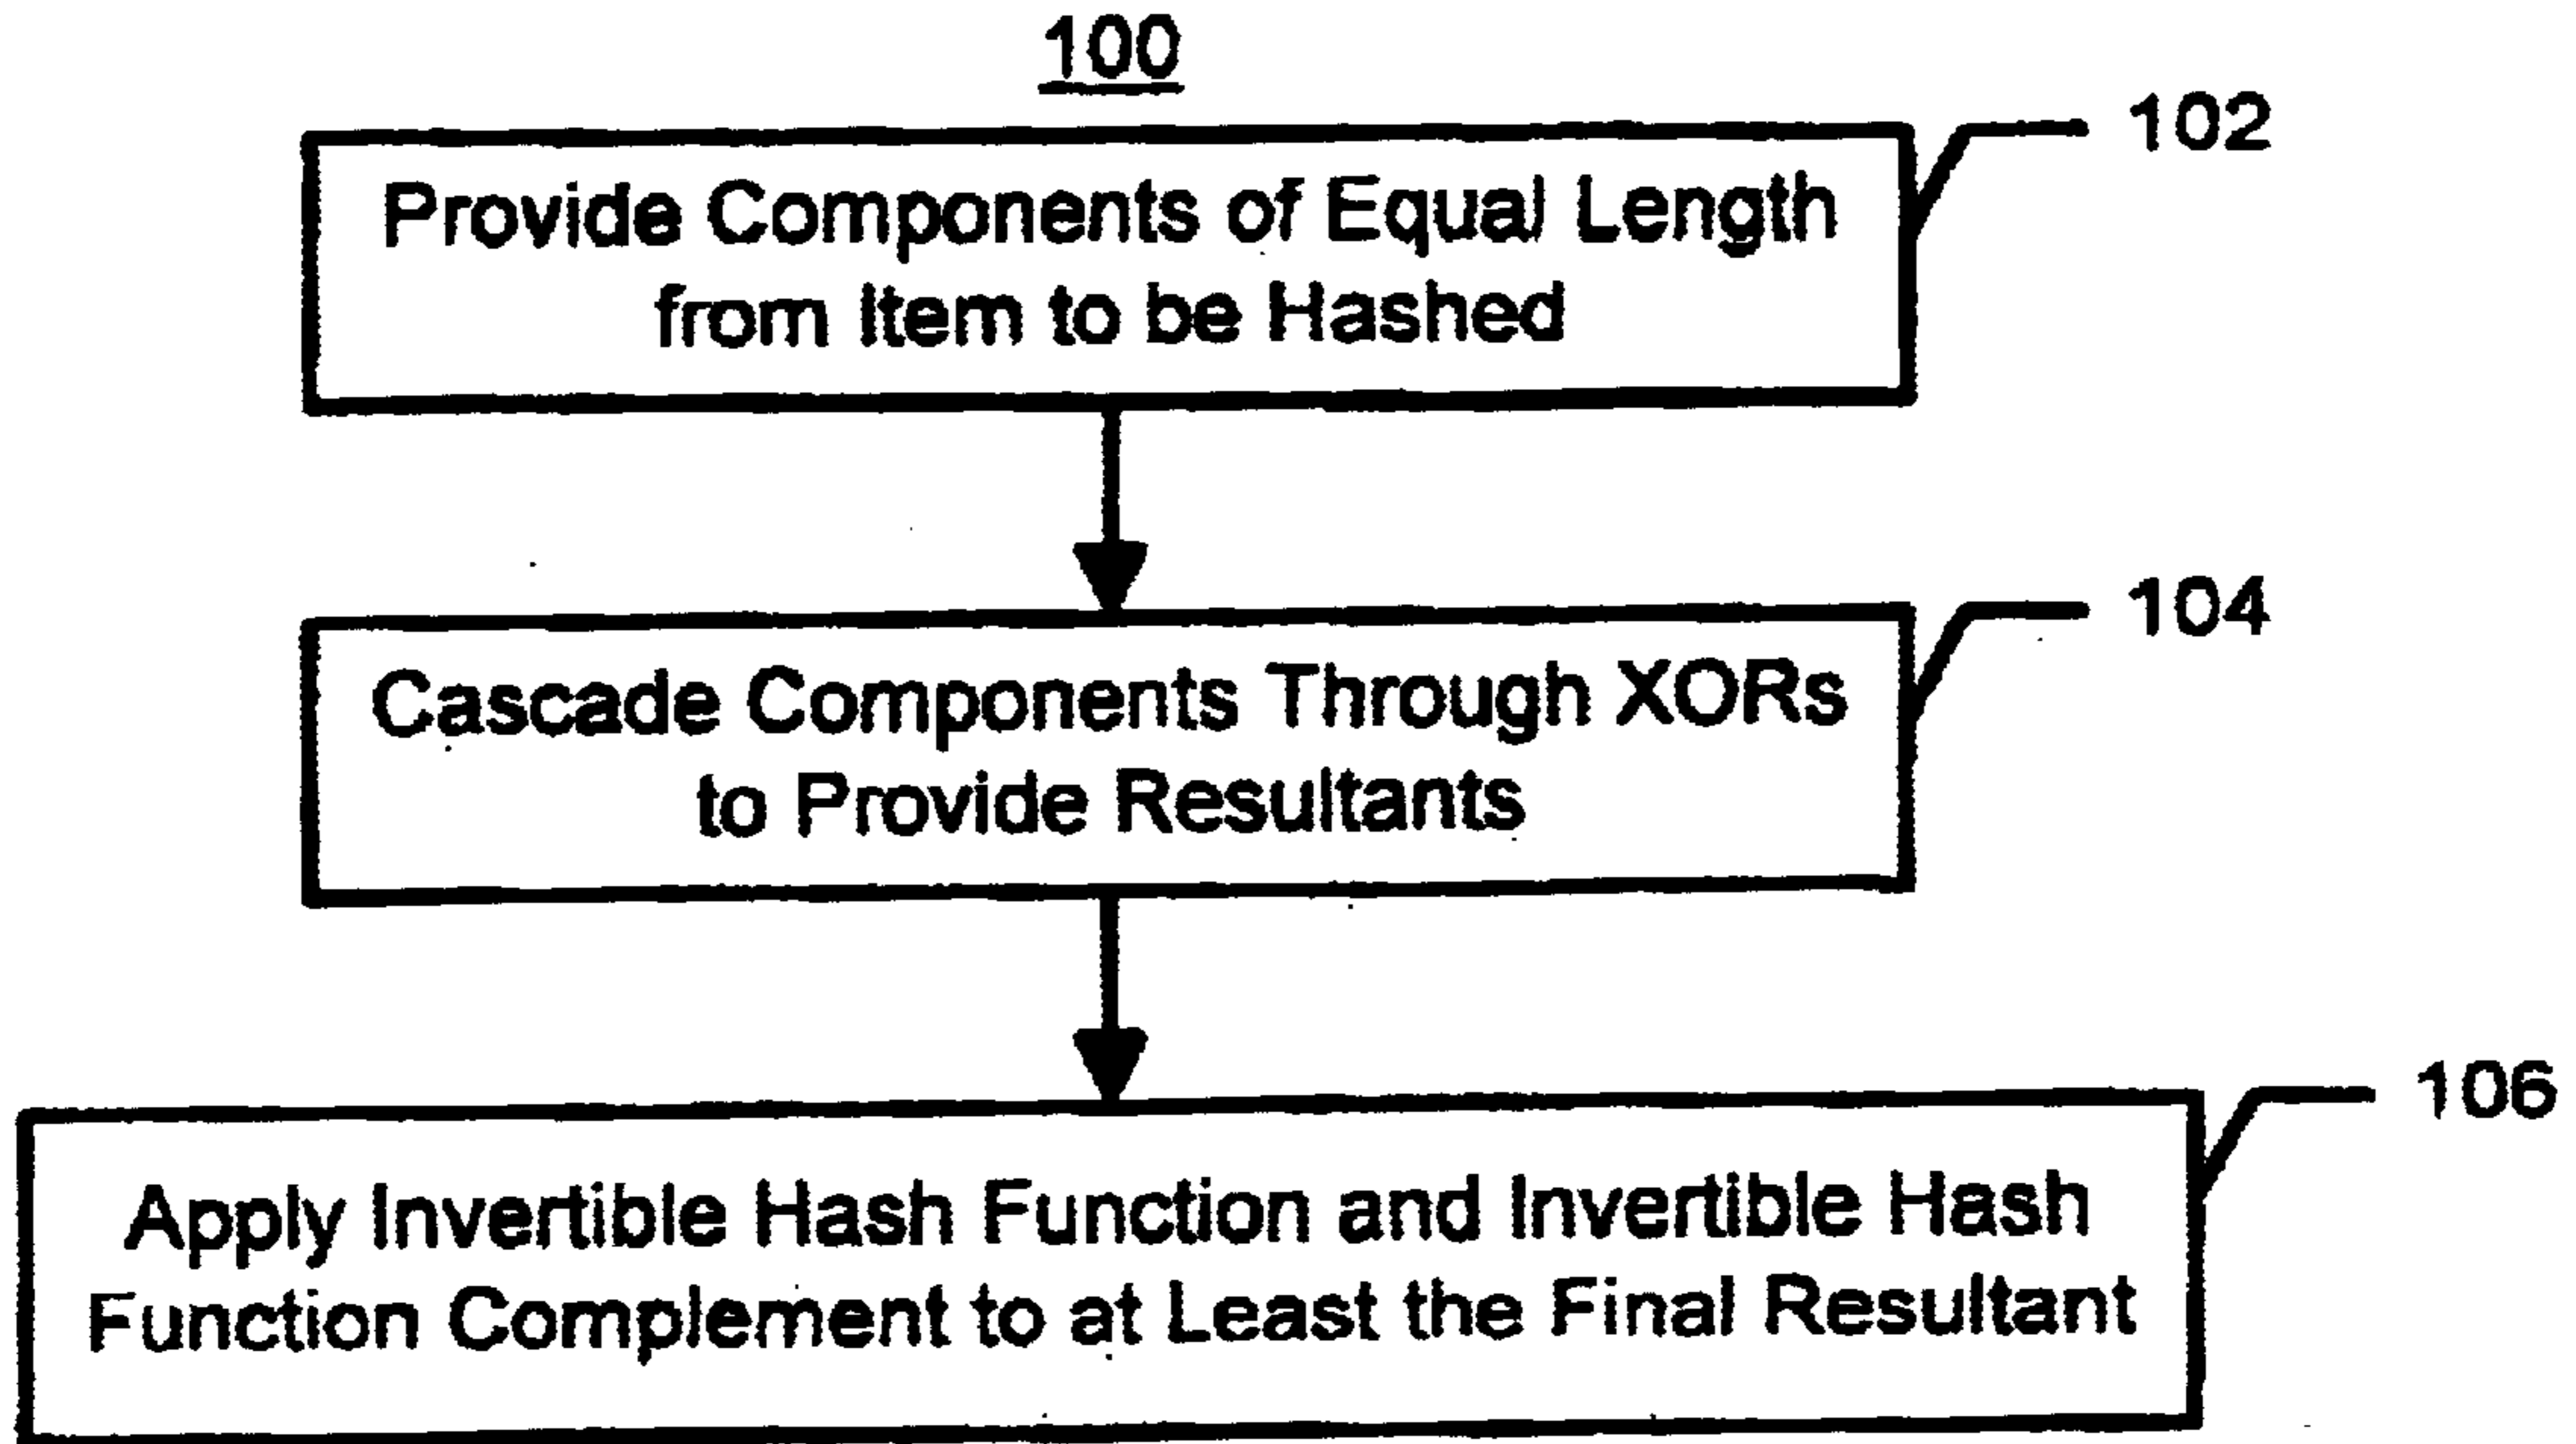 100
102
Provide Components of Equal Length
from Item to be Hashed
104
Cascade Components Through XORs
to Provide Resultants
106
Apply Invertible Hash Function and Invertible Hash
Function Complement to at Least the Final Resultant